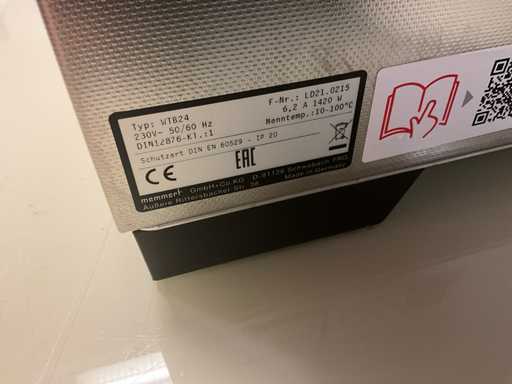 Typ: WTB24
F-Nr.: LD21.0215
230V~ 50/60 Hz
6,2 A 1420 W
DIN12876-Kl.:1
Nenntemp.:10-100°C
Schutzart DIN EN 60529 - IP 20
CE
EAC
memmert GmbH+Co.KG D-91126 Schwabach FRG
Äußere Rittersbacher Str. 38
Made in Germany